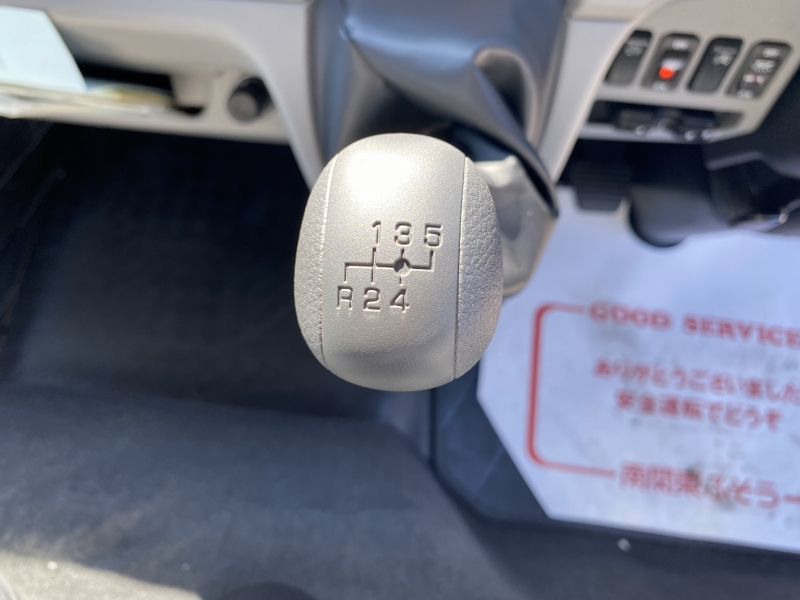 1 3 5
R 2 4
GOOD SERVICE
ありがとうございました
安全運転でどうぞ